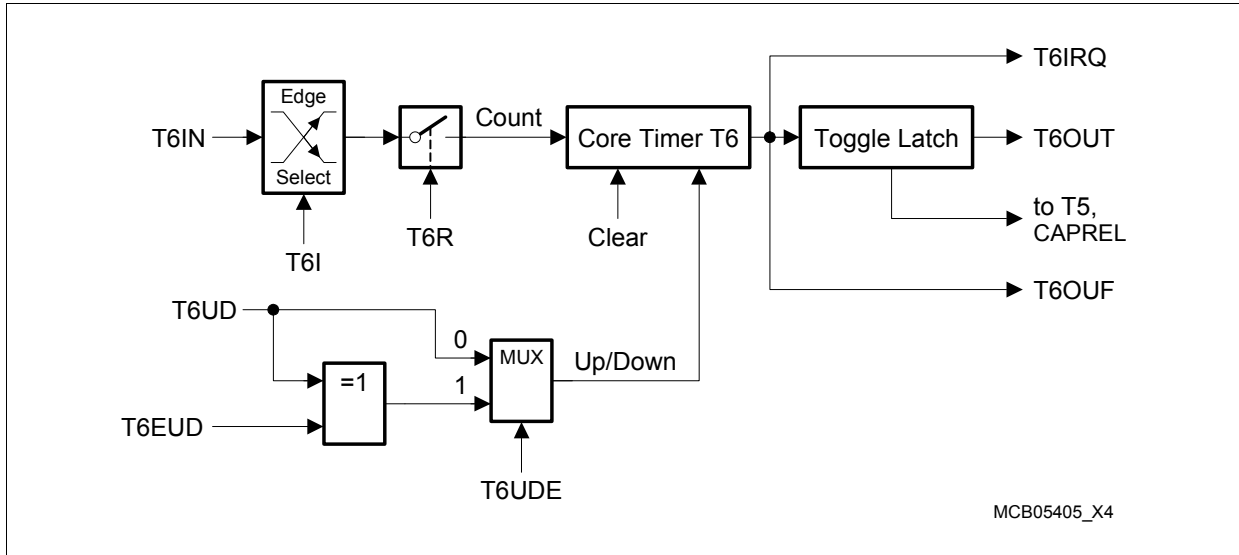 T6IRQ
Edge
Select
T6IN
Count
Core Timer T6
Toggle Latch
T6OUT
T6I
T6R
Clear
to T5,
CAPREL
T6UD
T6OUF
0
MUX
Up/Down
=1
1
T6EUD
T6UDE
MCB05405_X4